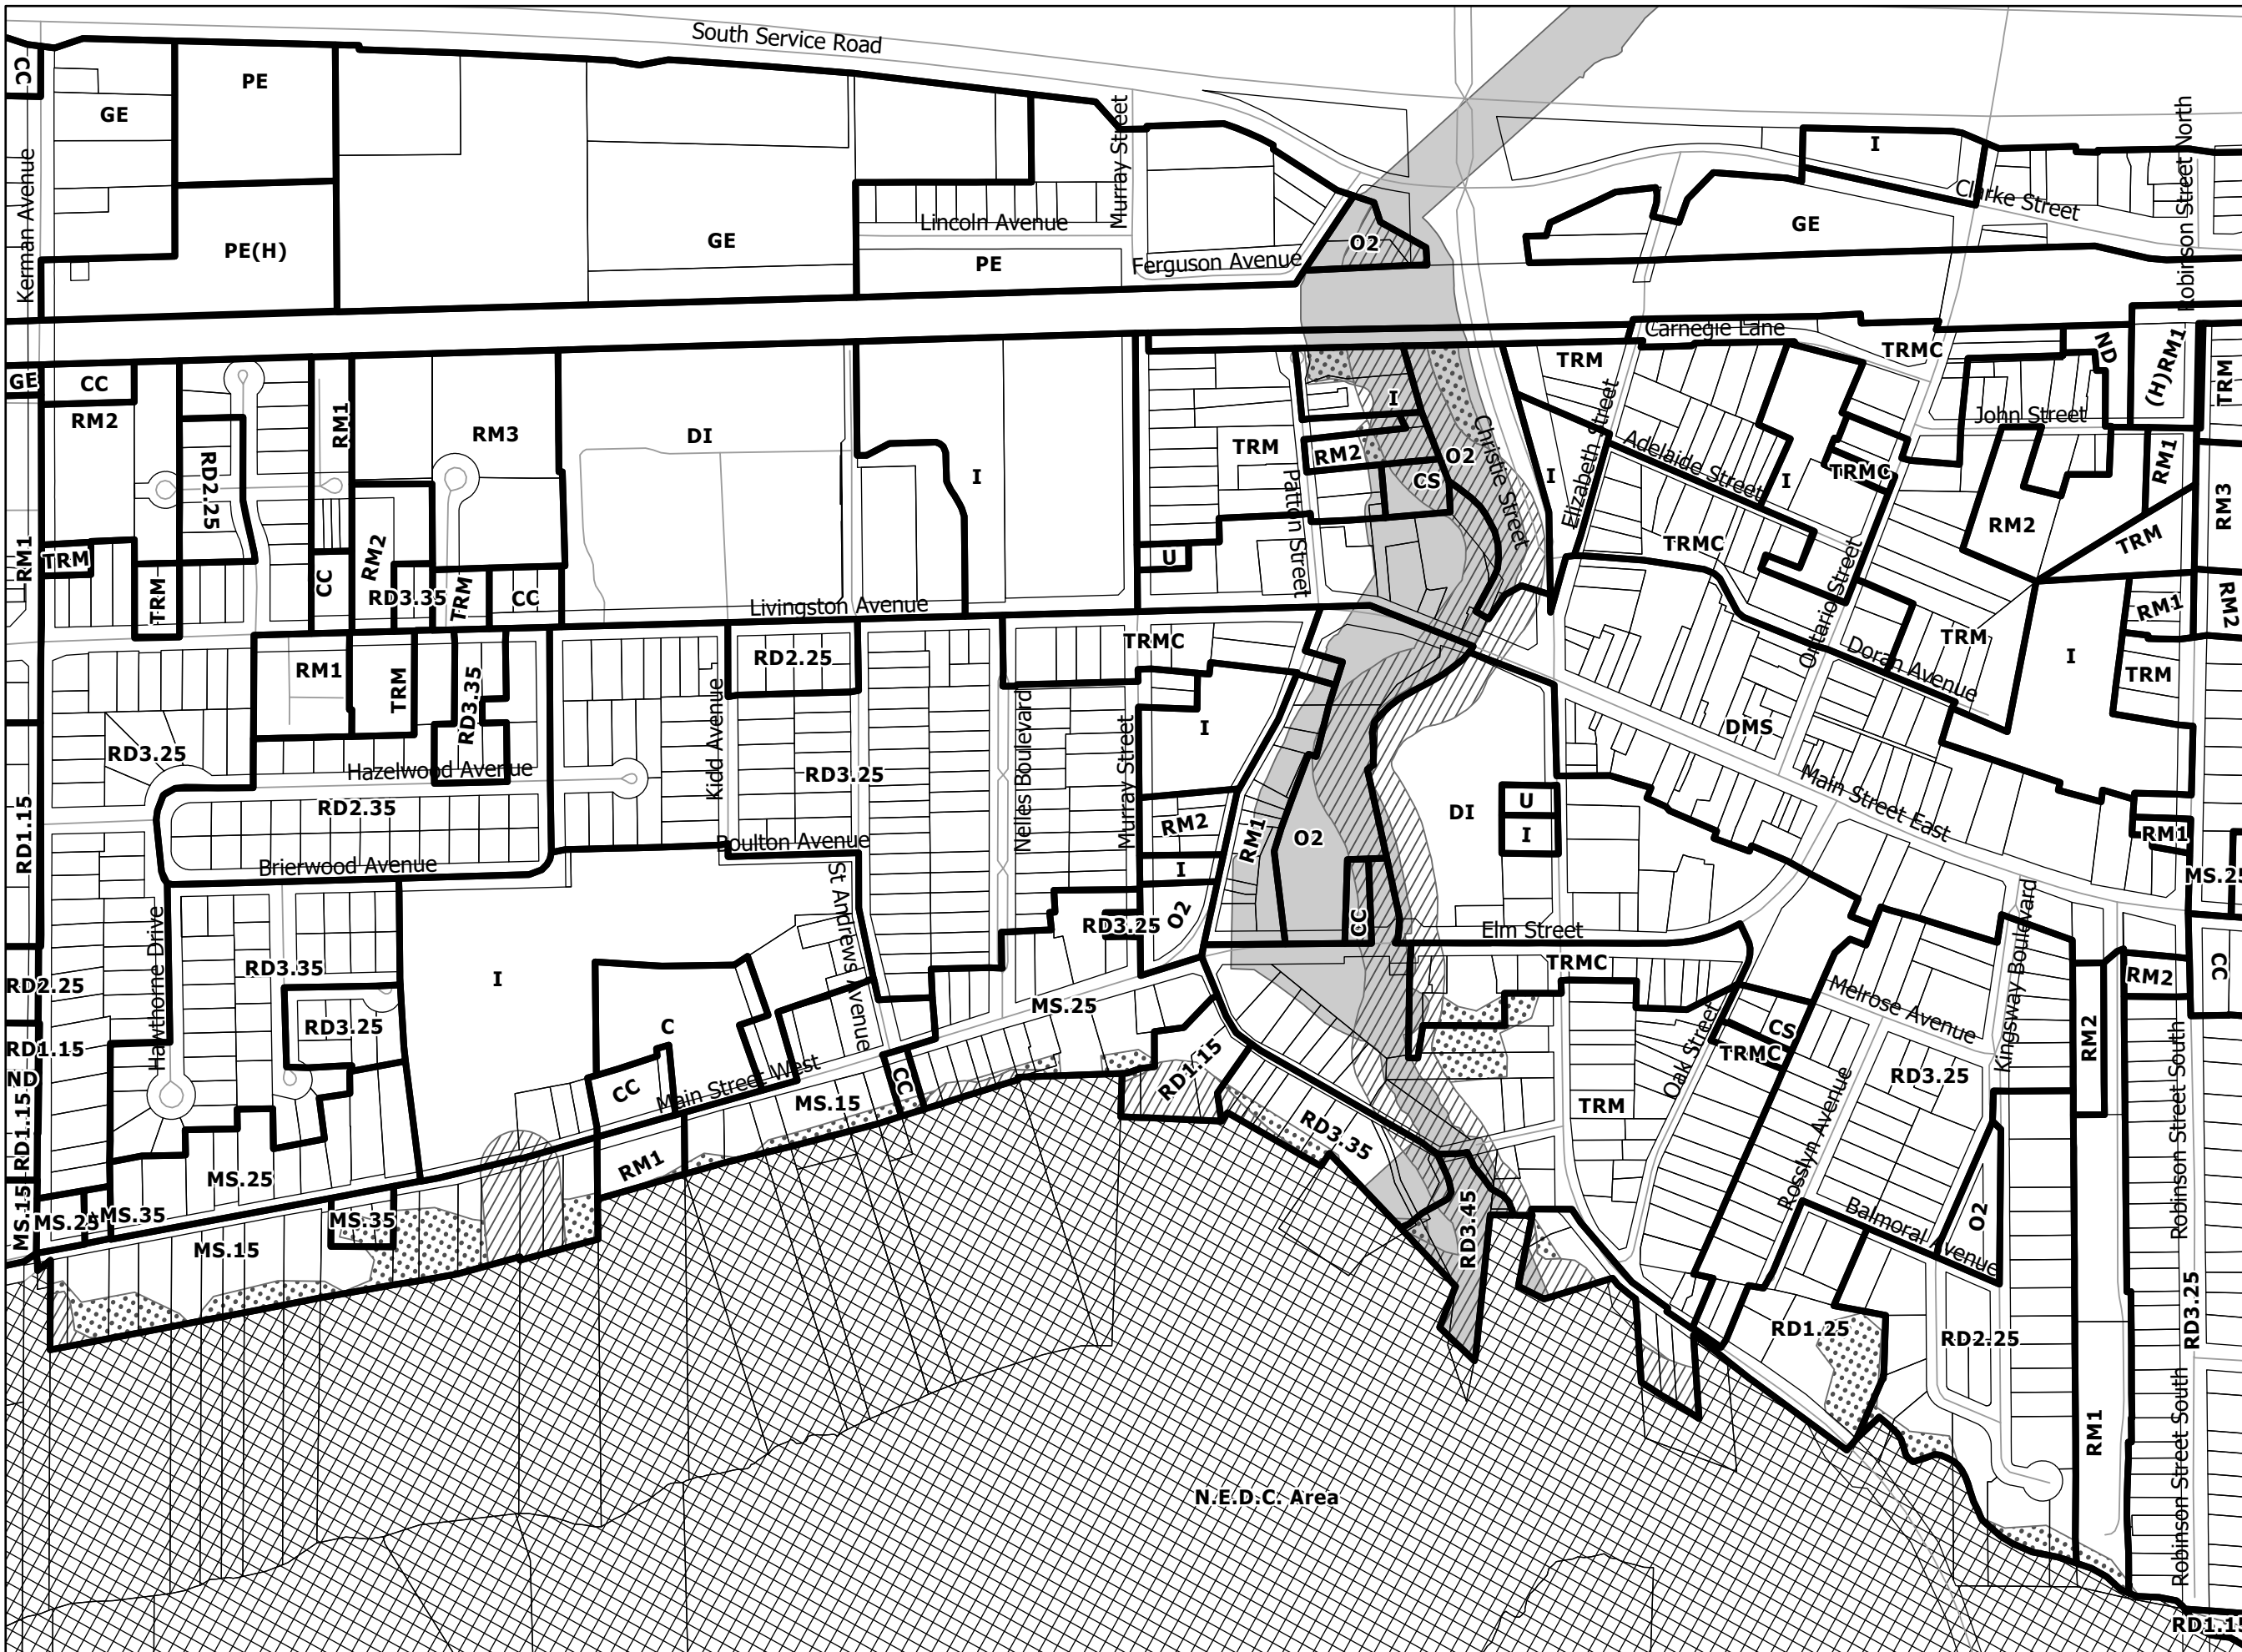 South Service Road
CC
PE
GE
Murray Street
I
Robinson Street North
Kerman Avenue
Clarke Street
PE(H)
GE
Lincoln Avenue
PE
Ferguson Avenue
O2
GE
Carnegie Lane
GE
CC
RM2
RD2.25
RM1
RM3
DI
I
TRM
Patton Street
I
RM2
O2
CS
Christie Street
I
TRM
Elizabeth Street
Adelaide Street
I
TRMC
TRMC
ND
(H)RM1
TRM
John Street
RM1
RM2
TRM
RM3
RM1
TRM
TRM
CC
RM2
RD3.35
TRM
CC
U
TRMC
Ontario Street
RM1
RM2
Livingston Avenue
RM1
TRM
RD3.35
RD2.25
TRMC
Doran Avenue
TRM
I
TRM
RD3.25
Hazelwood Avenue
RD2.35
Brierwood Avenue
Kidd Avenue
RD3.25
Poulton Avenue
Nelles Boulevard
Murray Street
I
RM2
I
O2
RM1
O2
CC
DI
U
I
DMS
Main Street East
RM1
MS.25
RD1.15
RD2.25
RD1.15
ND
RD1.15
MS.15
Hawthorne Drive
RD3.35
RD3.25
I
St Andrews Avenue
C
CC
Main Street West
RD3.25
MS.25
Elm Street
TRMC
CS
TRMC
Melrose Avenue
Kingsway Boulevard
RM2
CC
RM2
Oak Street
RD3.25
MS.25
MS.35
MS.25
MS.35
MS.15
RM1
MS.15
CC
RD1.15
RD3.35
RD3.45
TRM
Rosslyn Avenue
Balmoral Avenue
O2
Robinson Street South
RD3.25
RD1.25
RD2.25
RM1
Robinson Street South
N.E.D.C. Area
RD1.15